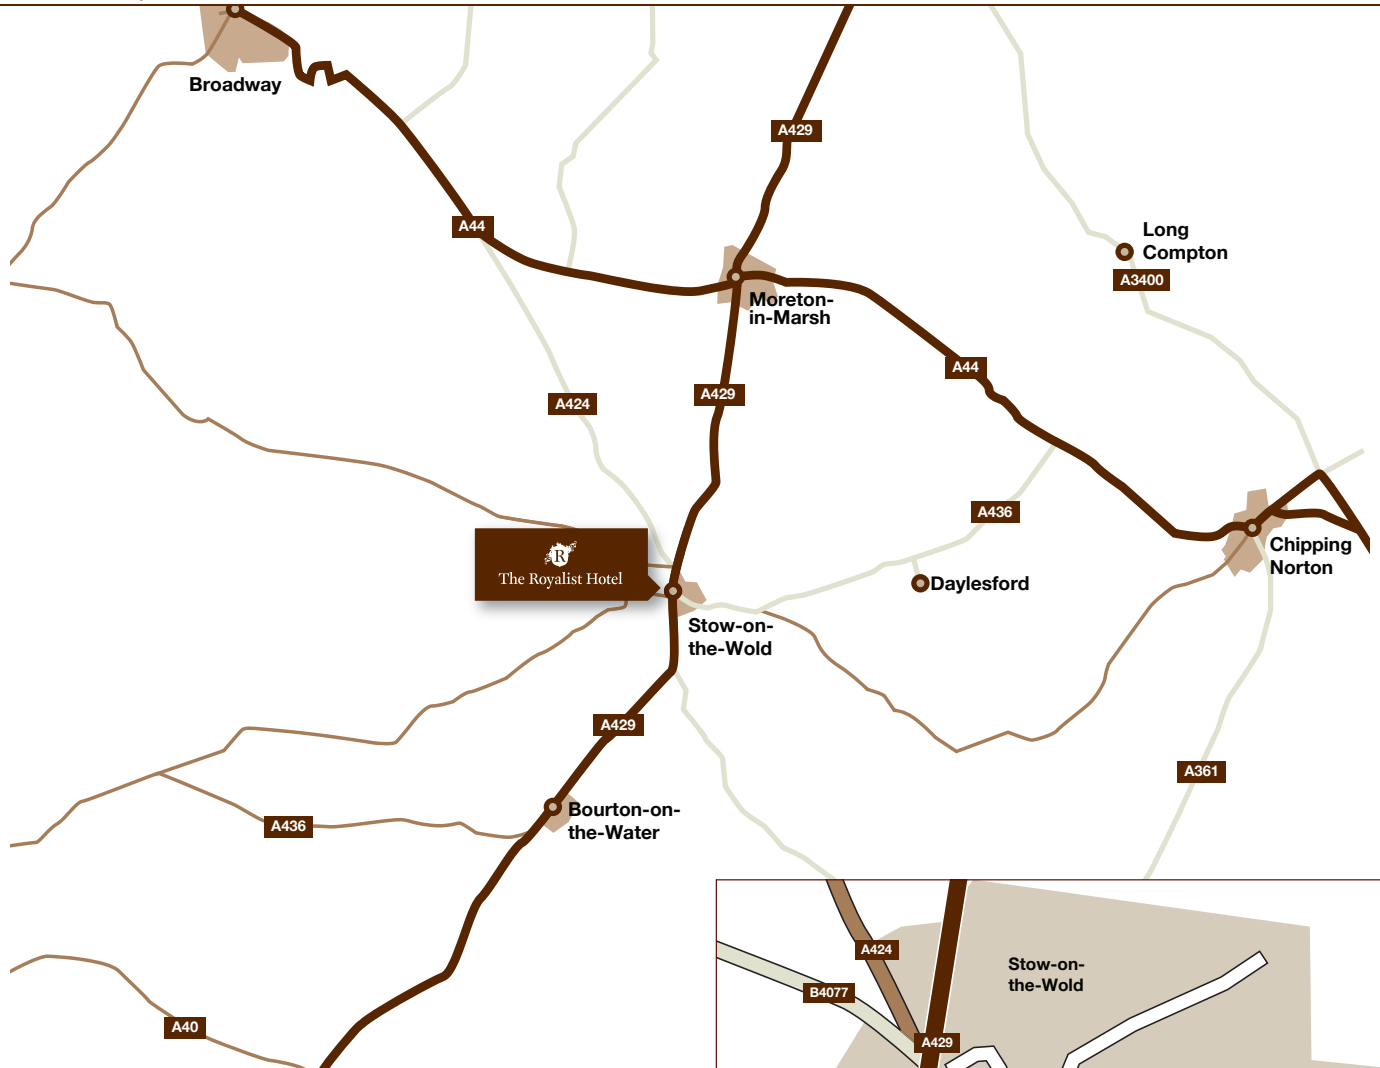 Broadway
A429
A44
Long
Compton
A3400
Moreton-
in-Marsh
A44
A424
A429
A436
Chipping
Norton
R
The Royalist Hotel
Daylesford
Stow-on-
the-Wold
A429
A361
Bourton-on-
the-Water
A436
A424
Stow-on-
the-Wold
B4077
A40
A429